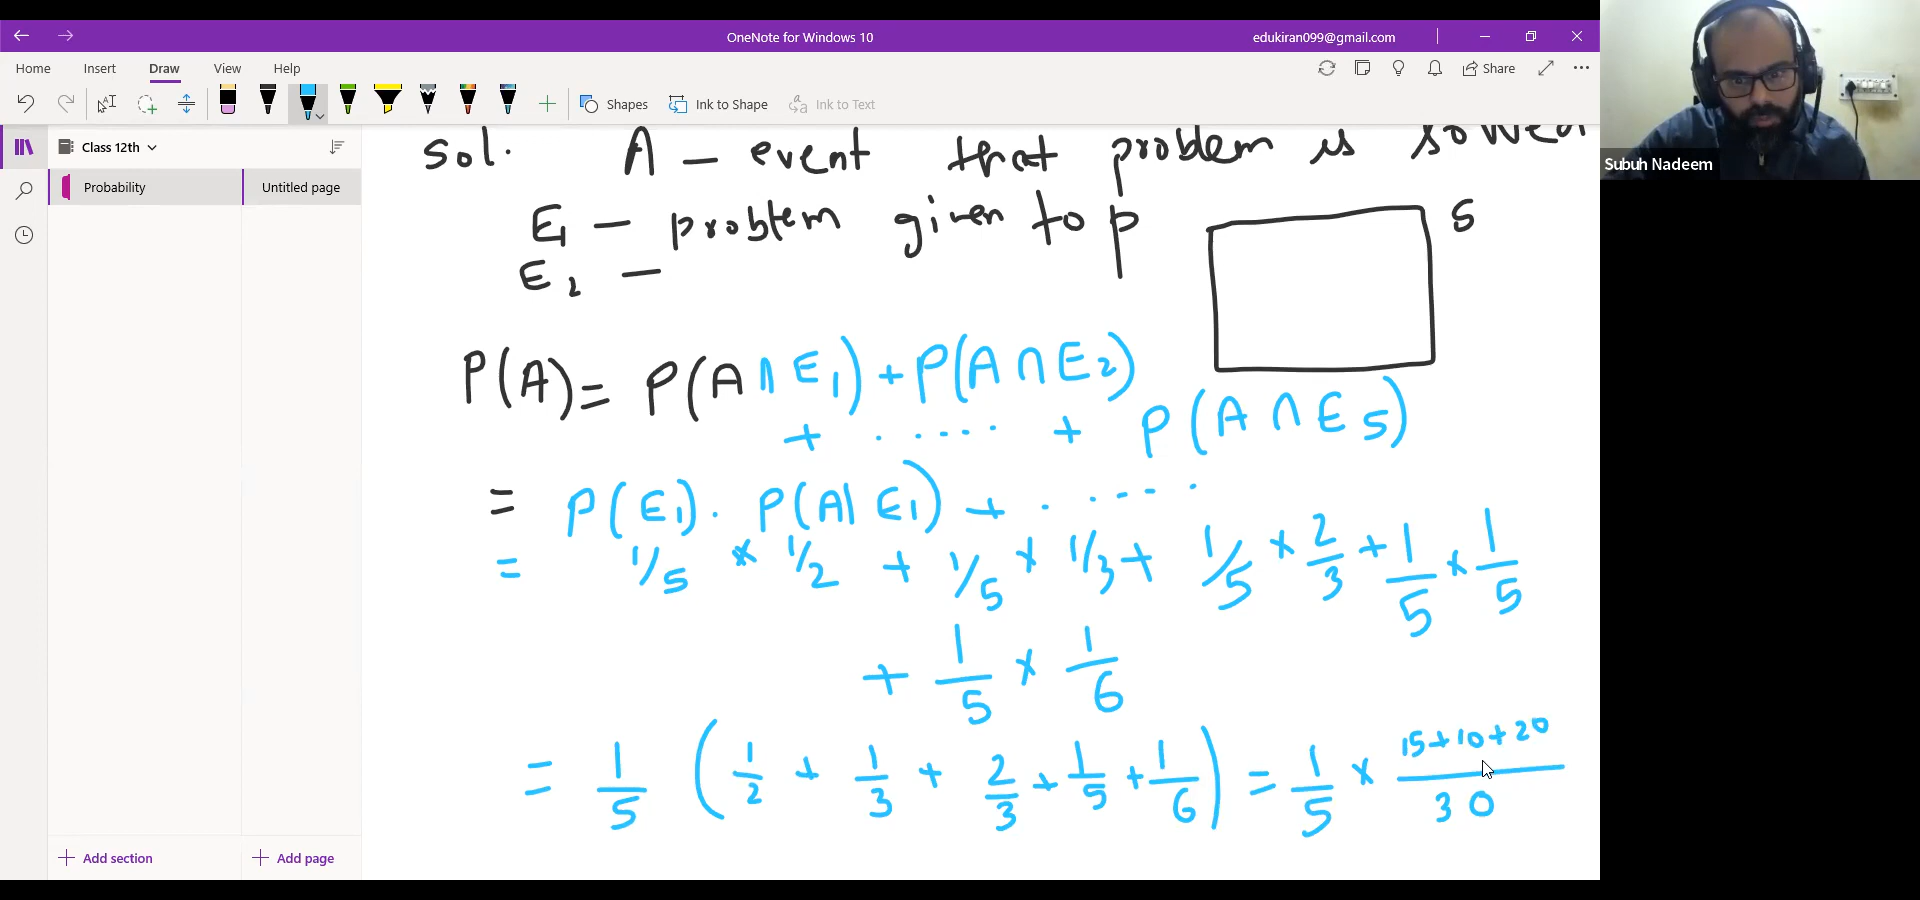 OneNote for Windows 10
edukiran099@gmail.com
Home Insert Draw View Help
Share
Shapes Ink to Shape Ink to Text
Class 12th
Probability Untitled page
Subuh Nadeem
sol. A — event that problem is solved
E1 — problem given to p
S
E2 —
P(A) = P(A ∩ E1) + P(A ∩ E2)
+ ..... + P(A ∩ E5)
= P(E1) . P(A| E1) + . ....
= 1/5 × 1/2 + 1/5 × 1/3 + 1/5 × 2/3 + 1/5 × 1/5
+ 1/5 × 1/6
= 1/5 (1/2 + 1/3 + 2/3 + 1/5 + 1/6) = 1/5 × 15+10+20/30
Add section Add page